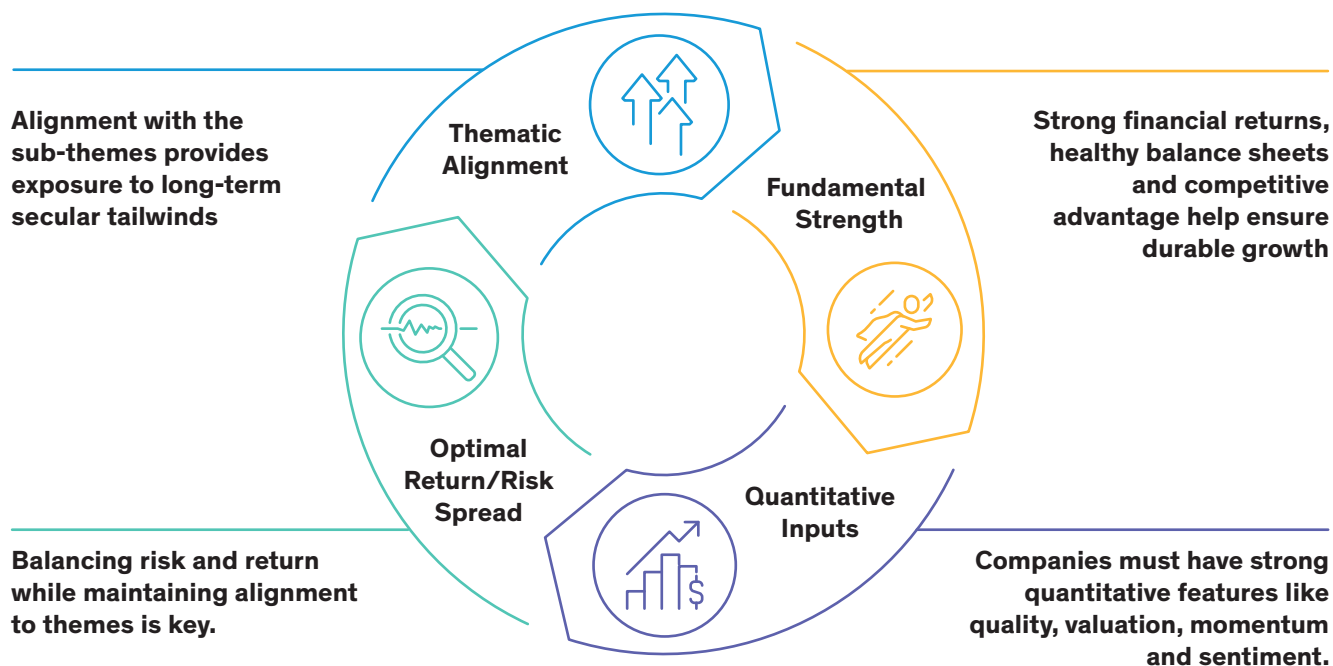 Alignment with the
sub-themes provides
exposure to long-term
secular tailwinds
Thematic
Alignment
Fundamental
Strength
Strong financial returns,
healthy balance sheets
and competitive
advantage help ensure
durable growth
Optimal
Return/Risk
Spread
Quantitative
Inputs
$
Balancing risk and return
while maintaining alignment
to themes is key.
Companies must have strong
quantitative features like
quality, valuation, momentum
and sentiment.